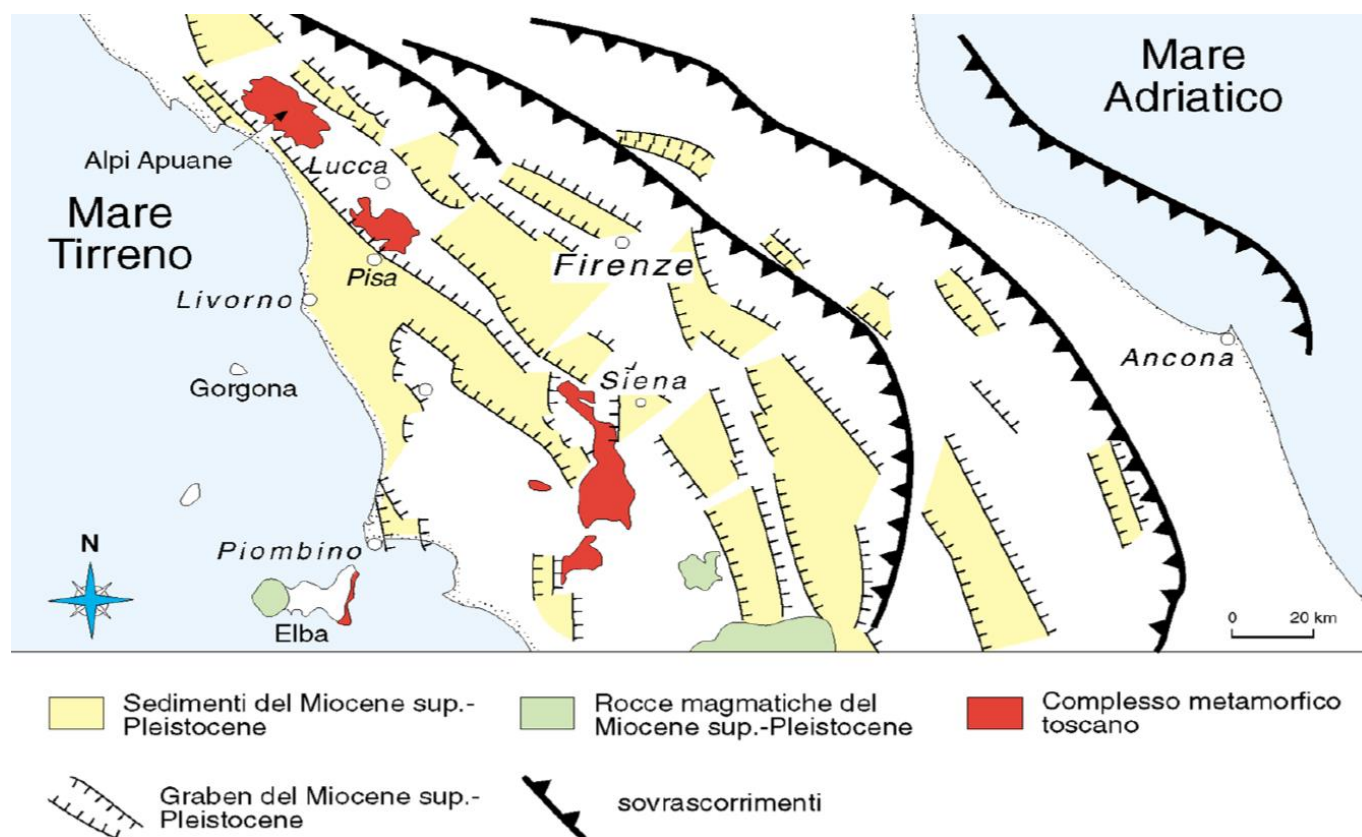 Mare
Adriatico
Alpi Apuane
Lucca
Mare
Tirreno
Pisa
Firenze
Livorno
Ancona
Gorgona
Siena
N
Piombino
Elba
0 20 km
Sedimenti del Miocene sup.-
Pleistocene
Rocce magmatiche del
Miocene sup.-Pleistocene
Complesso metamorfico
toscano
Graben del Miocene sup.-
Pleistocene
sovrascorrimenti